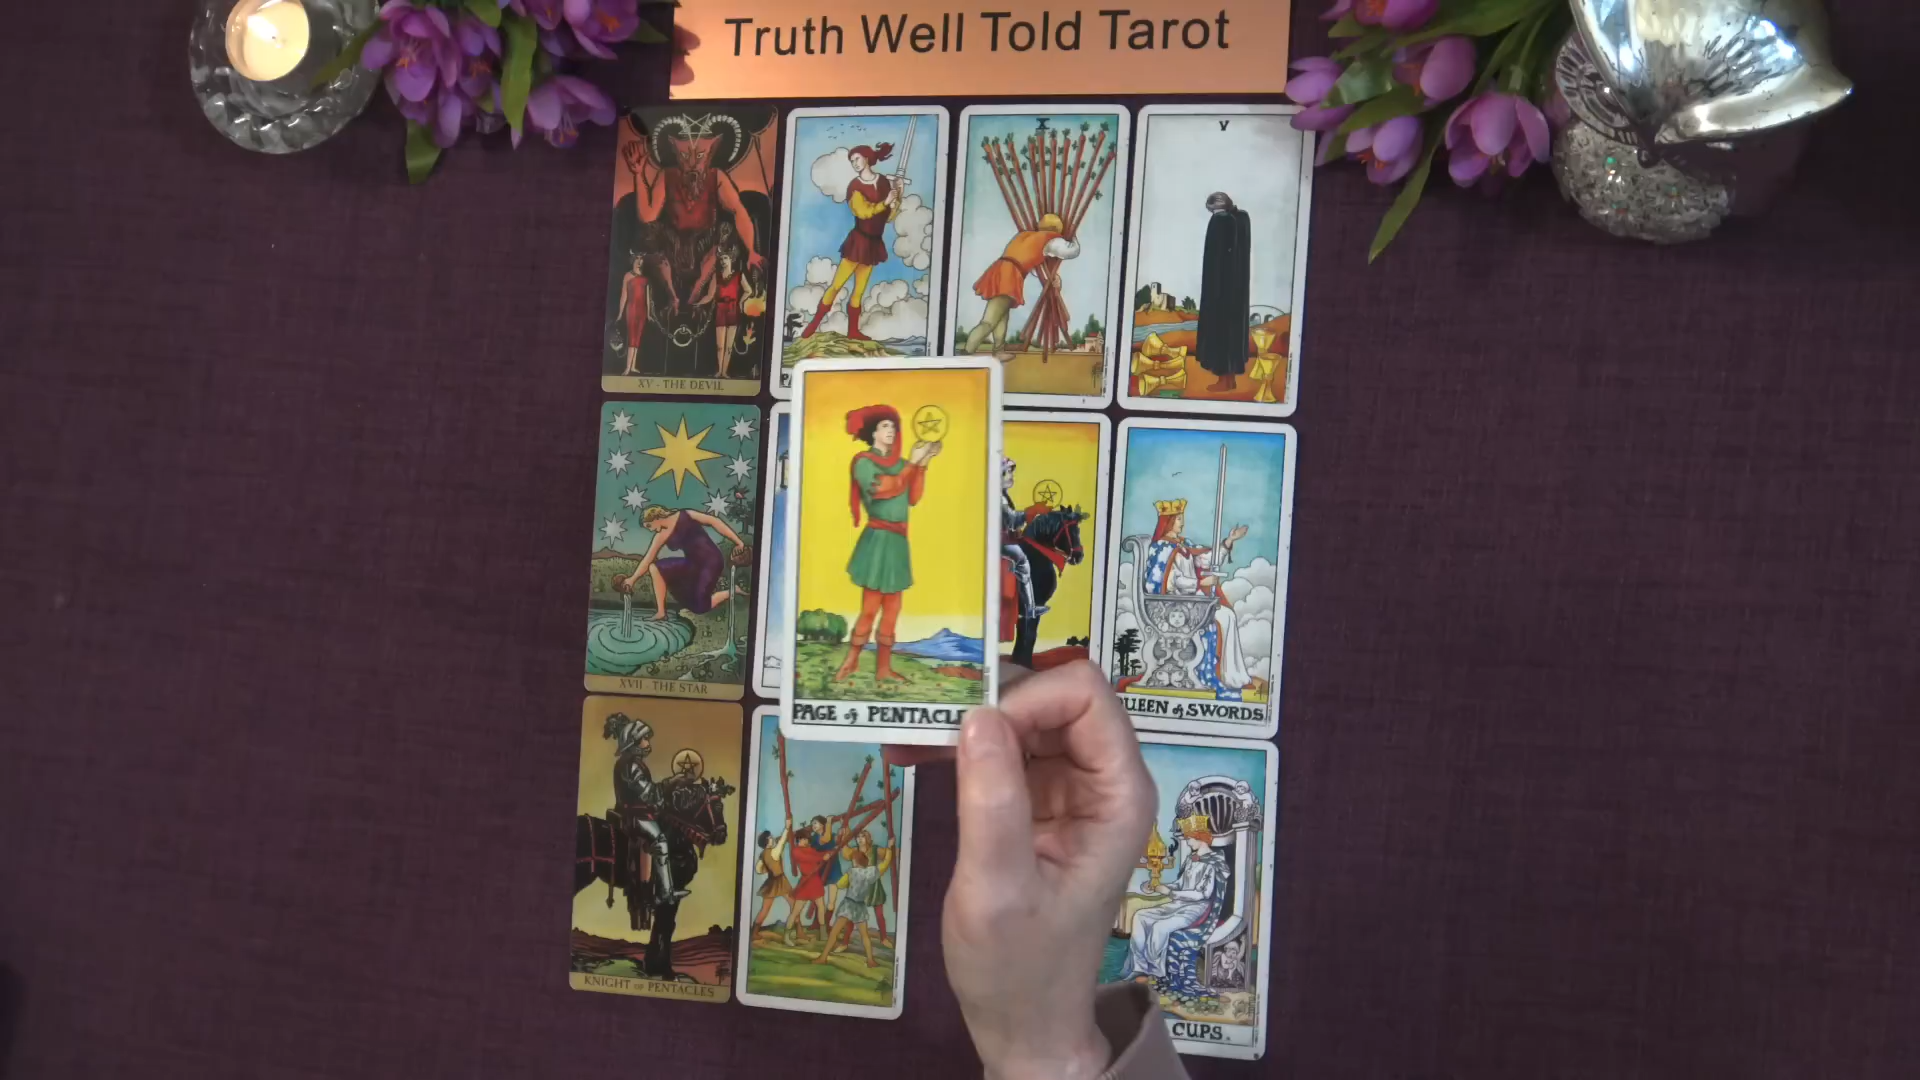 Truth Well Told Tarot
X
V
XV - THE DEVIL
XVII - THE STAR
QUEEN of SWORDS
PAGE of PENTACLE
KNIGHT OF PENTACLES
CUPS.